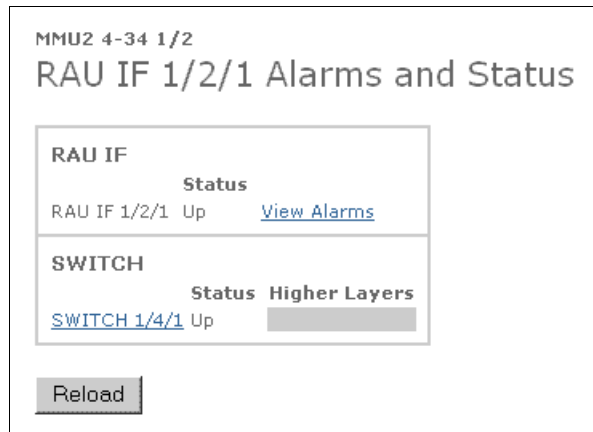 MMU2 4-34 1/2
RAU IF 1/2/1 Alarms and Status
RAU IF
Status
RAU IF 1/2/1 Up View Alarms
SWITCH
Status Higher Layers
SWITCH 1/4/1 Up
Reload